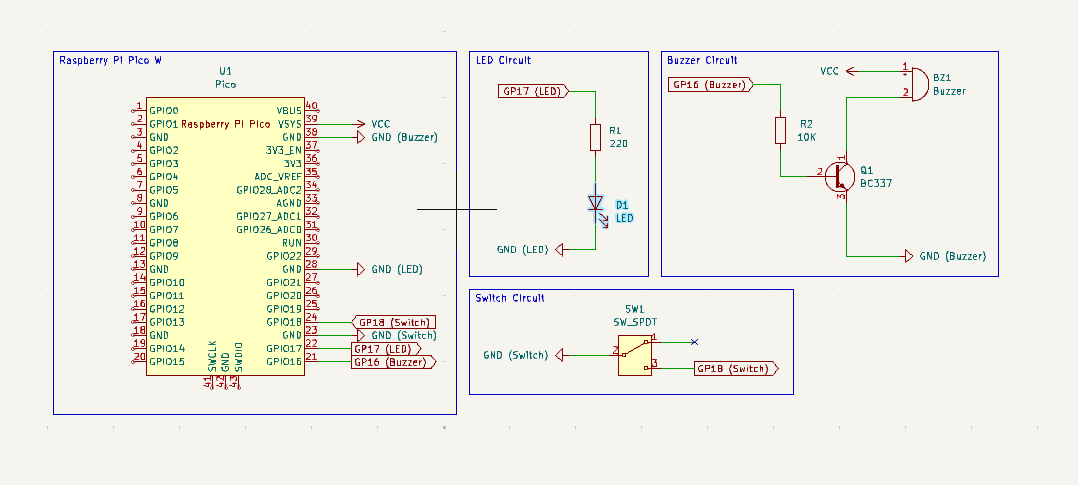 Raspberry Pi Pico W
U1
Pico
1 GPIO0 VBUS 40
2 GPIO1 Raspberry Pi Pico VSYS 39 VCC
3 GND GND 38 GND (Buzzer)
4 GPIO2 3V3_EN 37
5 GPIO3 3V3 36
6 GPIO4 ADC_VREF 35
7 GPIO5 GPIO28_ADC2 34
8 GND AGND 33
9 GPIO6 GPIO27_ADC1 32
10 GPIO7 GPIO26_ADC0 31
11 GPIO8 RUN 30
12 GPIO9 GPIO22 29
13 GND GND 28 GND (LED)
14 GPIO10 GPIO21 27
15 GPIO11 GPIO20 26
16 GPIO12 GPIO19 25
17 GPIO13 GPIO18 24 GP18 (Switch)
18 GND GND 23 GND (Switch)
19 GPIO14 GPIO17 22 GP17 (LED)
20 GPIO15 GPIO16 21 GP16 (Buzzer)
SWCLK GND SWDIO
41 42 43
LED Circuit
GP17 (LED)
R1
220
D1
LED
GND (LED)
Buzzer Circuit
VCC 1 BZ1
+
2 Buzzer
GP16 (Buzzer)
R2
10K
1
2 Q1
BC337
3
GND (Buzzer)
Switch Circuit
SW1
SW_SPDT
1
GND (Switch) 2
3 GP18 (Switch)